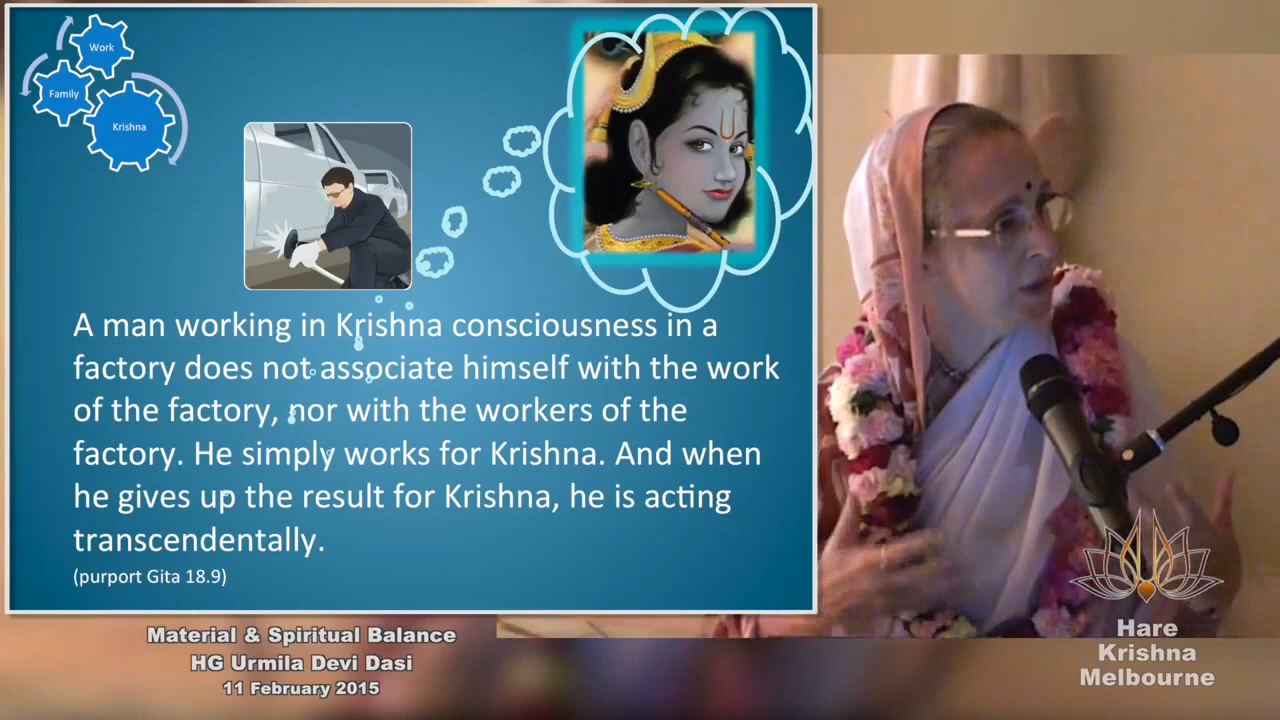 Work
Family
Krishna
A man working in Krishna consciousness in a
factory does not associate himself with the work
of the factory, nor with the workers of the
factory. He simply works for Krishna. And when
he gives up the result for Krishna, he is acting
transcendentally.
(purport Gita 18.9)
Material & Spiritual Balance
HG Urmila Devi Dasi
11 February 2015
Hare
Krishna
Melbourne